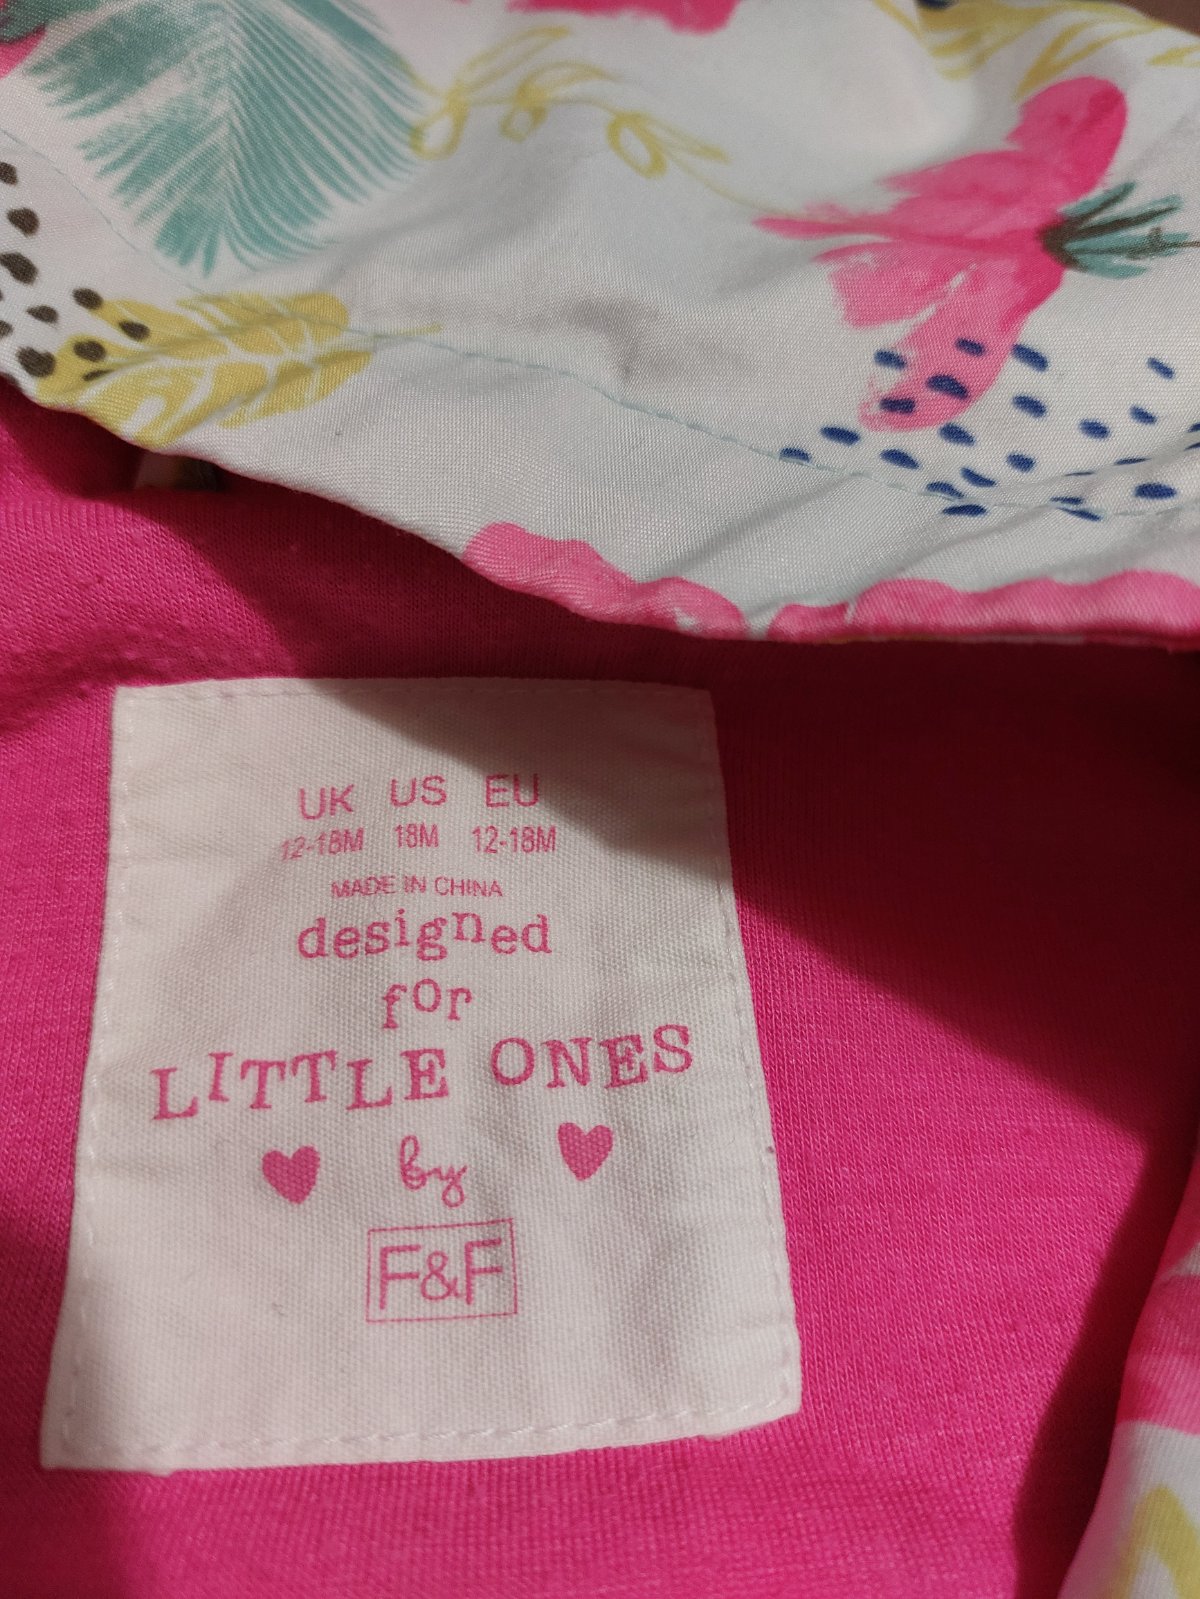 UK US EU
12-18M 18M 12-18M
MADE IN CHINA
designed
for
LITTLE ONES
by
F&F